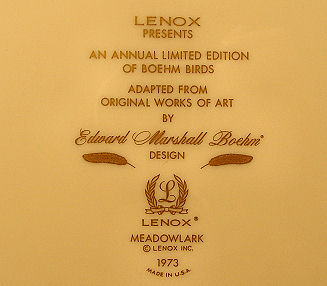 LENOX
PRESENTS
AN ANNUAL LIMITED EDITION
OF BOEHM BIRDS
ADAPTED FROM
ORIGINAL WORKS OF ART
BY
Edward Marshall Boehm®
DESIGN
L
LENOX®
MEADOWLARK
© LENOX INC.
1973
MADE IN U.S.A.